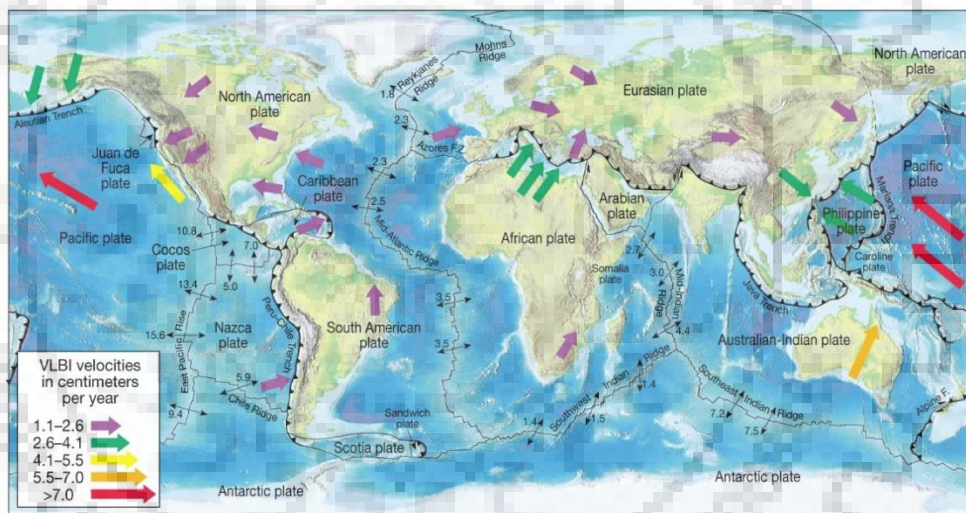 Mohns
Ridge
North American
plate
Reykjanes
Ridge
1.8
North American
plate
Eurasian plate
Aleutian Trench
2.3
Azores F.Z.
Juan de
Fuca
plate
2.3
Caribbean
plate
2.5
Arabian
plate
Pacific
plate
Mariana Trench
Philippine
plate
Pacific plate
10.8
7.0
Mid-Atlantic Ridge
African plate
Cocos
plate
5.0
2.7
Somalia
plate
3.0
Mid-Indian
Ridge
Caroline
plate
13.4
3.5
Java Trench
15.6
East Pacific Rise
Nazca
plate
Peru-Chile Trench
South American
plate
3.5
4.4
Australian-Indian plate
VLBI velocities
in centimeters
per year
1.1–2.6
2.6–4.1
4.1–5.5
5.5–7.0
>7.0
5.9
Chile Ridge
9.4
Sandwich
plate
1.4
Southwest Indian Ridge
1.4
1.5
Southeast Indian Ridge
7.2
7.5
Alpine F.
Scotia plate
Antarctic plate
Antarctic plate